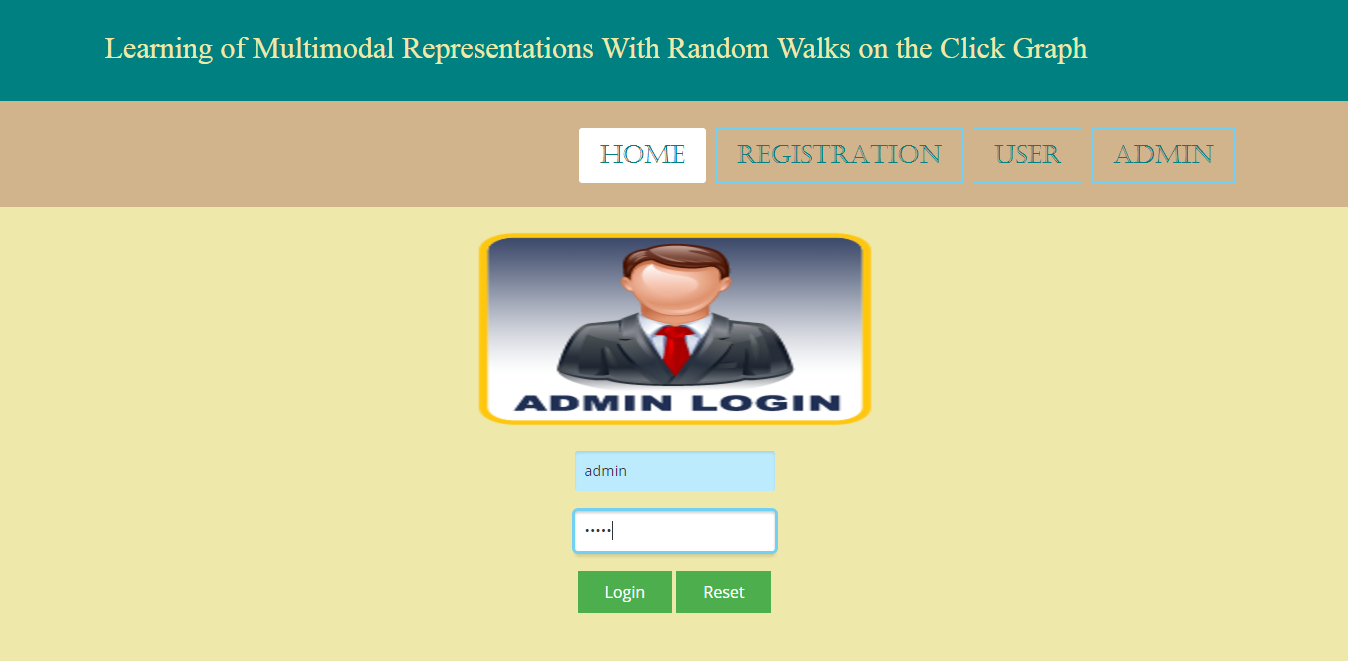 Learning of Multimodal Representations With Random Walks on the Click Graph
HOME REGISTRATION USER ADMIN
ADMIN LOGIN
admin
•••••
Login Reset